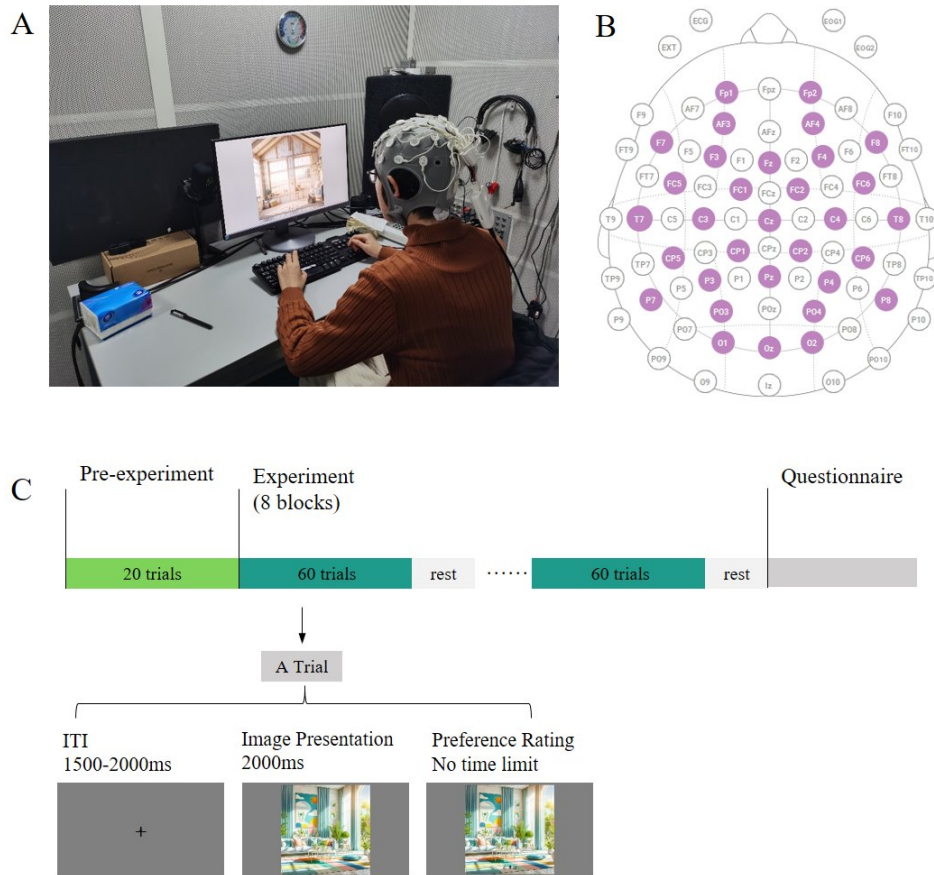 A
B
ECG
EOG1
EXT
EOG2
Fp1
Fpz
Fp2
AF7
AF3
AFz
AF4
AF8
F9
F7
F5
F3
F1
Fz
F2
F4
F6
F8
F10
FT9
FT7
FC5
FC3
FC1
FCz
FC2
FC4
FC6
FT8
FT10
T9
T7
C5
C3
C1
Cz
C2
C4
C6
T8
T10
TP9
TP7
CP5
CP3
CP1
CPz
CP2
CP4
CP6
TP8
TP10
P9
P7
P5
P3
P1
Pz
P2
P4
P6
P8
P10
PO9
PO7
PO3
POz
PO4
PO8
PO10
O1
Oz
O2
O9
Iz
O10
C
Pre-experiment
Experiment
(8 blocks)
Questionnaire
20 trials
60 trials
rest
......
60 trials
rest
A Trial
ITI
1500-2000ms
Image Presentation
2000ms
Preference Rating
No time limit
+